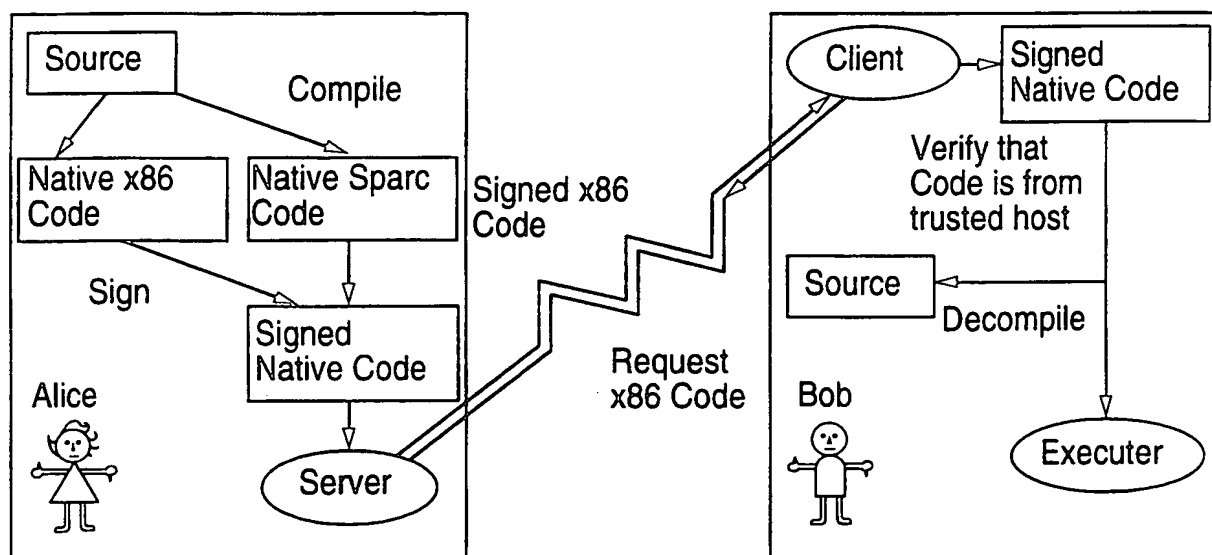 Source
Compile
Native x86
Code
Native Sparc
Code
Sign
Signed
Native Code
Alice
Server
Signed x86
Code
Request
x86 Code
Client
Signed
Native Code
Verify that
Code is from
trusted host
Source
Decompile
Bob
Executer